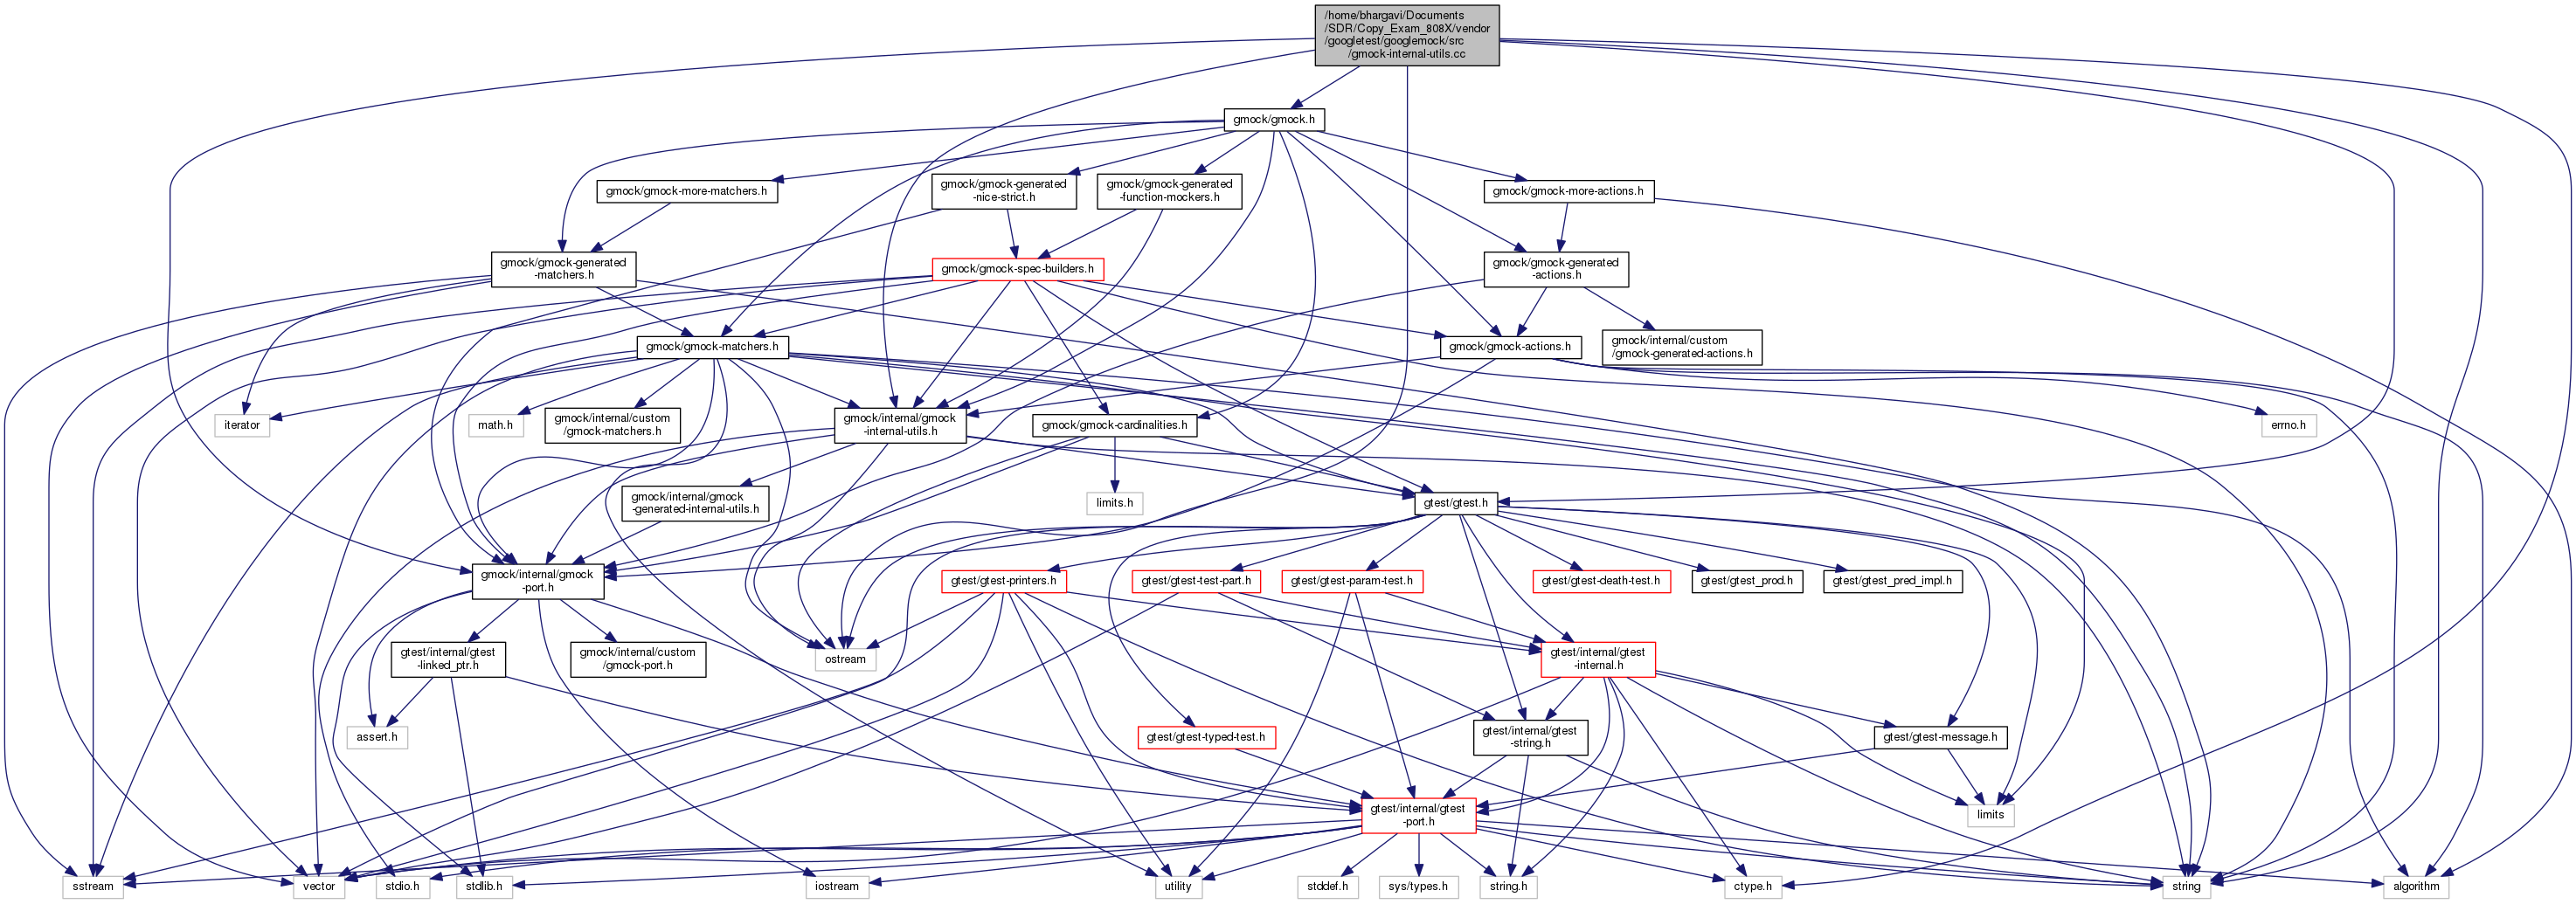 /home/bhargavi/Documents
/SDR/Copy_Exam_808X/vendor
/googletest/googlemock/src
/gmock-internal-utils.cc
gmock/gmock.h
gmock/gmock-more-matchers.h
gmock/gmock-generated
-nice-strict.h
gmock/gmock-generated
-function-mockers.h
gmock/gmock-more-actions.h
gmock/gmock-generated
-matchers.h
gmock/gmock-spec-builders.h
gmock/gmock-generated
-actions.h
gmock/gmock-matchers.h
gmock/gmock-actions.h
gmock/internal/custom
/gmock-generated-actions.h
iterator
math.h
gmock/internal/custom
/gmock-matchers.h
gmock/internal/gmock
-internal-utils.h
gmock/gmock-cardinalities.h
errno.h
gmock/internal/gmock
-generated-internal-utils.h
limits.h
gtest/gtest.h
gmock/internal/gmock
-port.h
gtest/gtest-printers.h
gtest/gtest-test-part.h
gtest/gtest-param-test.h
gtest/gtest-death-test.h
gtest/gtest_prod.h
gtest/gtest_pred_impl.h
gtest/internal/gtest
-linked_ptr.h
gmock/internal/custom
/gmock-port.h
ostream
gtest/internal/gtest
-internal.h
assert.h
gtest/gtest-typed-test.h
gtest/internal/gtest
-string.h
gtest/gtest-message.h
gtest/internal/gtest
-port.h
limits
sstream
vector
stdio.h
stdlib.h
iostream
utility
stddef.h
sys/types.h
string.h
ctype.h
string
algorithm